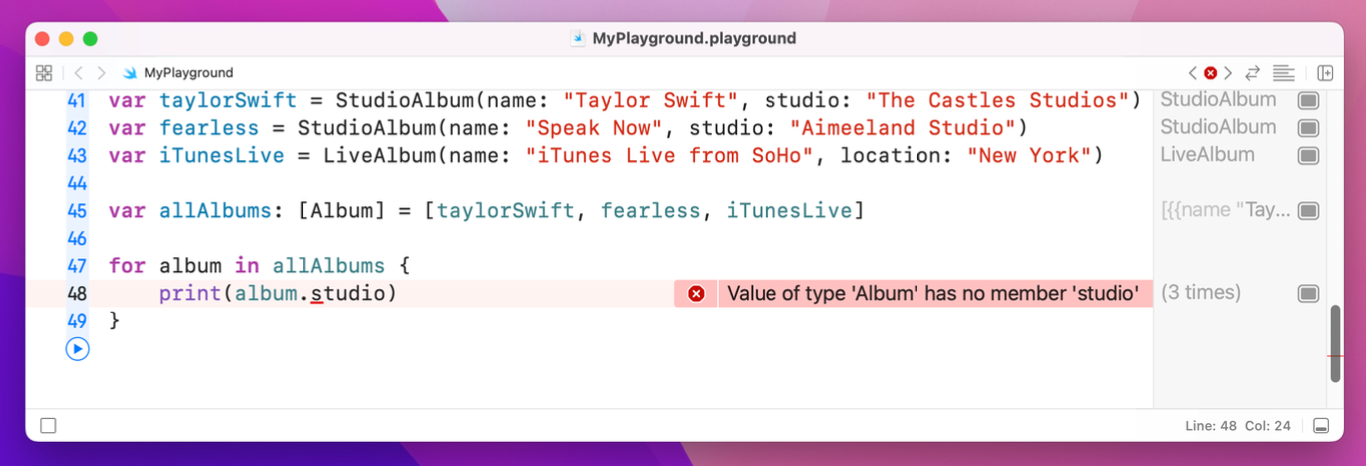 MyPlayground.playground
MyPlayground
41 var taylorSwift = StudioAlbum(name: "Taylor Swift", studio: "The Castles Studios") StudioAlbum
42 var fearless = StudioAlbum(name: "Speak Now", studio: "Aimeeland Studio") StudioAlbum
43 var iTunesLive = LiveAlbum(name: "iTunes Live from SoHo", location: "New York") LiveAlbum
44
45 var allAlbums: [Album] = [taylorSwift, fearless, iTunesLive] [{{name "Tay...
46
47 for album in allAlbums {
48 print(album.studio) Value of type 'Album' has no member 'studio' (3 times)
49 }
Line: 48 Col: 24